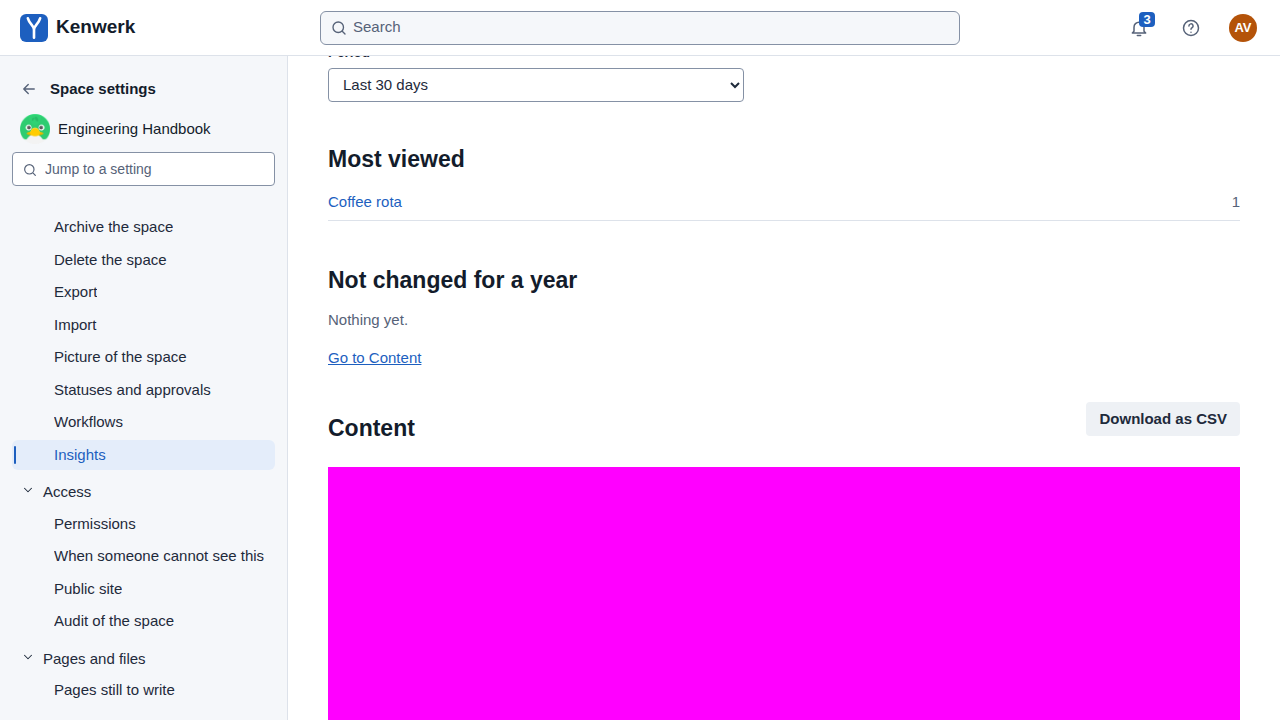 Kenwerk
Search
3
AV
Space settings
Engineering Handbook
Jump to a setting
Archive the space
Delete the space
Export
Import
Picture of the space
Statuses and approvals
Workflows
Insights
Access
Permissions
When someone cannot see this
Public site
Audit of the space
Pages and files
Pages still to write
Last 30 days
Most viewed
Coffee rota 1
Not changed for a year
Nothing yet.
Go to Content
Content
Download as CSV